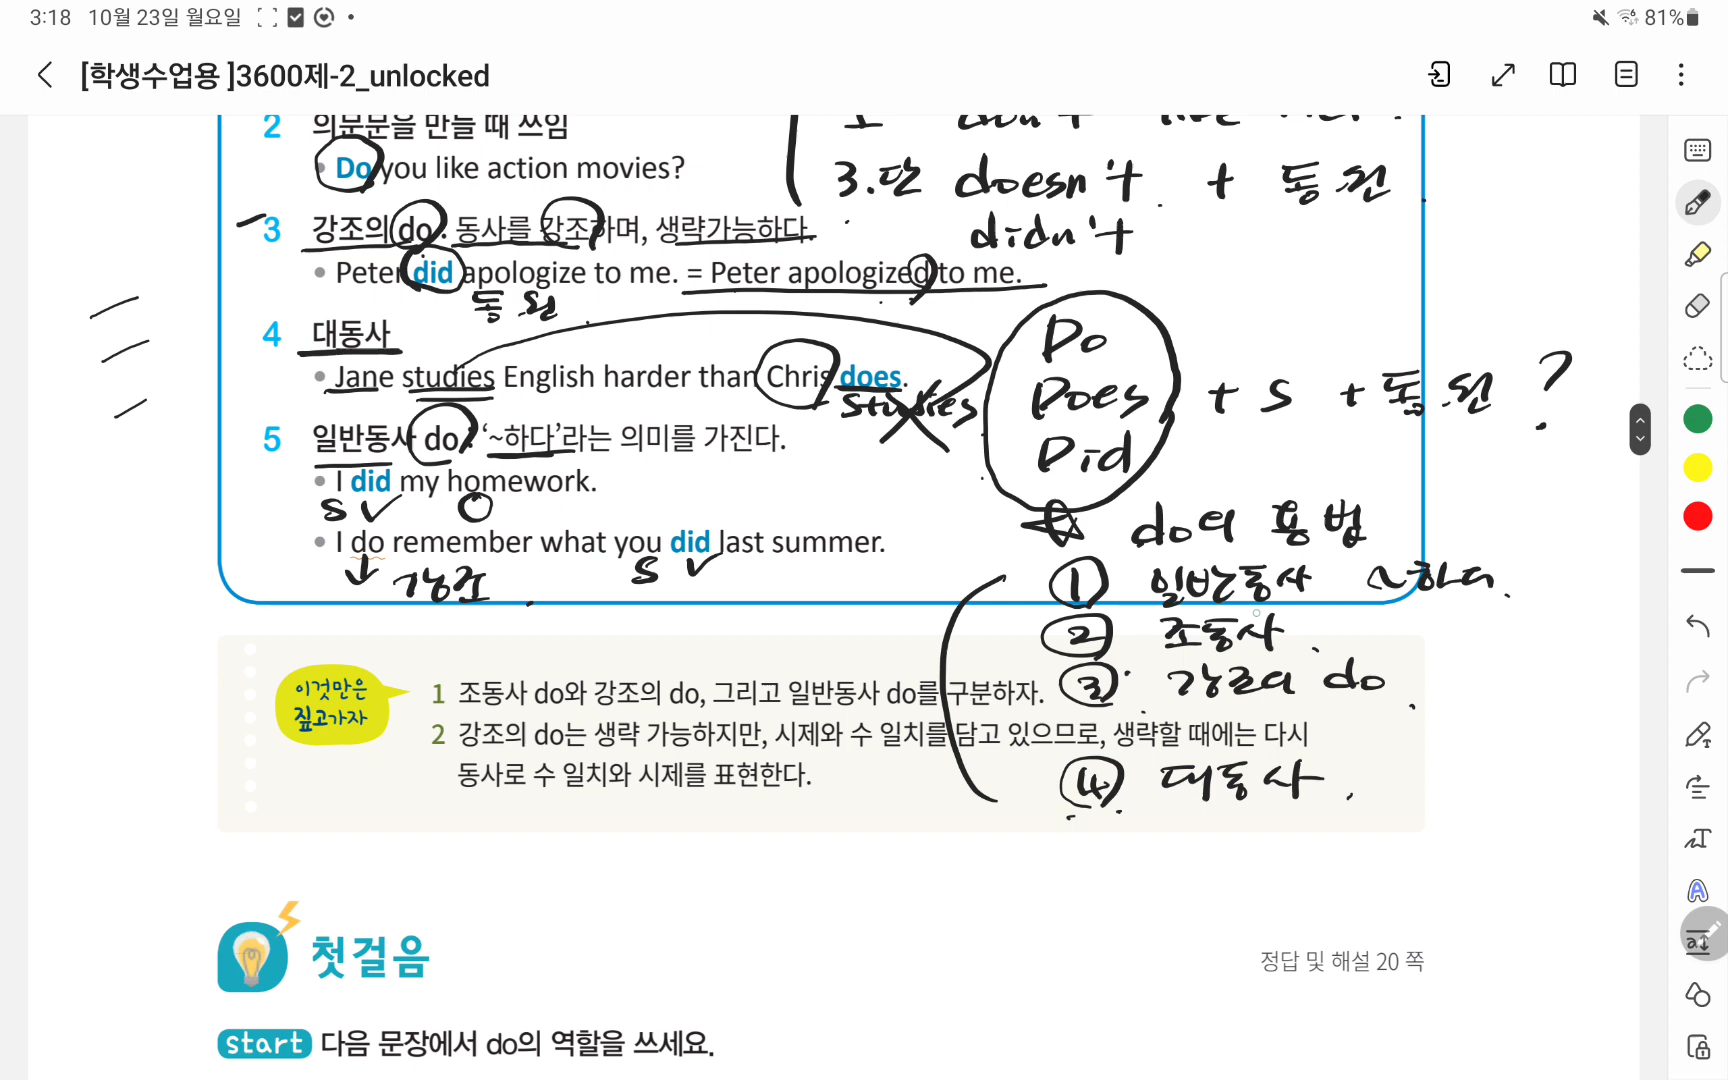 3:18 10월 23일 월요일
81%
[학생수업용 ]3600제-2_unlocked
2 의문문을 만들 때 쓰임
• Do you like action movies?
3.단 doesn't + 동.원
didn't
3 강조의 do : 동사를 강조하며, 생략가능하다.
• Peter did apologize to me. = Peter apologized to me.
동.원
4 대동사
• Jane studies English harder than Chris does.
studies
Do
Does + S + 동.원 ?
Did
5 일반동사 do : '~하다'라는 의미를 가진다.
• I did my homework.
S V O
• I do remember what you did last summer.
강조 S V
☆ do의 용법
① 일반동사 ~하다.
② 조동사.
③ 강조의 do.
④ 대동사.
이것만은
짚고가자
1 조동사 do와 강조의 do, 그리고 일반동사 do를 구분하자.
2 강조의 do는 생략 가능하지만, 시제와 수 일치를 담고 있으므로, 생략할 때에는 다시
동사로 수 일치와 시제를 표현한다.
첫걸음
정답 및 해설 20 쪽
start 다음 문장에서 do의 역할을 쓰세요.